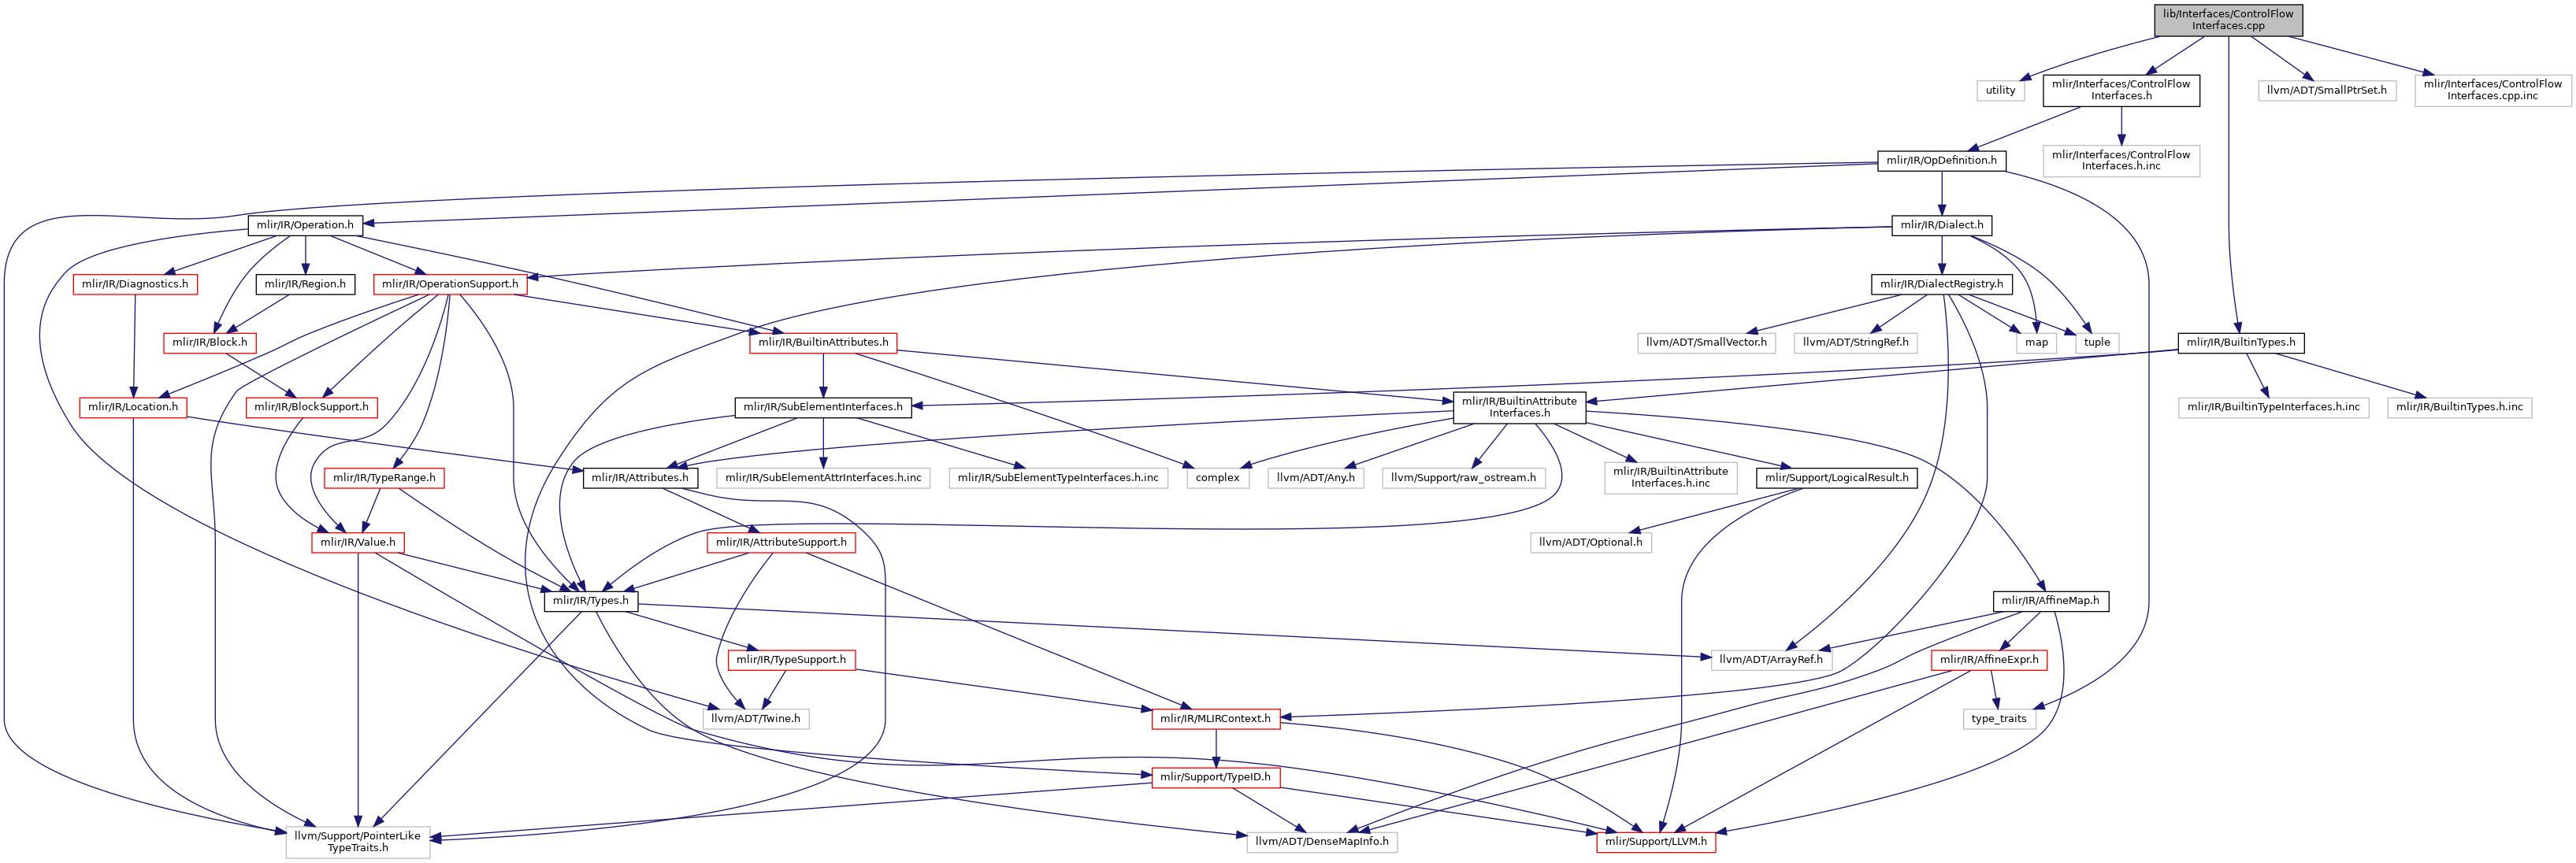 lib/Interfaces/ControlFlow
Interfaces.cpp
utility
mlir/Interfaces/ControlFlow
Interfaces.h
llvm/ADT/SmallPtrSet.h
mlir/Interfaces/ControlFlow
Interfaces.cpp.inc
mlir/IR/OpDefinition.h
mlir/Interfaces/ControlFlow
Interfaces.h.inc
mlir/IR/Operation.h
mlir/IR/Dialect.h
mlir/IR/Diagnostics.h
mlir/IR/Region.h
mlir/IR/OperationSupport.h
mlir/IR/DialectRegistry.h
mlir/IR/Block.h
mlir/IR/BuiltinAttributes.h
llvm/ADT/SmallVector.h
llvm/ADT/StringRef.h
map
tuple
mlir/IR/BuiltinTypes.h
mlir/IR/Location.h
mlir/IR/BlockSupport.h
mlir/IR/SubElementInterfaces.h
mlir/IR/BuiltinAttribute
Interfaces.h
mlir/IR/BuiltinTypeInterfaces.h.inc
mlir/IR/BuiltinTypes.h.inc
mlir/IR/TypeRange.h
mlir/IR/Attributes.h
mlir/IR/SubElementAttrInterfaces.h.inc
mlir/IR/SubElementTypeInterfaces.h.inc
complex
llvm/ADT/Any.h
llvm/Support/raw_ostream.h
mlir/IR/BuiltinAttribute
Interfaces.h.inc
mlir/Support/LogicalResult.h
mlir/IR/Value.h
mlir/IR/AttributeSupport.h
llvm/ADT/Optional.h
mlir/IR/Types.h
mlir/IR/AffineMap.h
mlir/IR/TypeSupport.h
llvm/ADT/ArrayRef.h
mlir/IR/AffineExpr.h
llvm/ADT/Twine.h
mlir/IR/MLIRContext.h
type_traits
mlir/Support/TypeID.h
llvm/Support/PointerLike
TypeTraits.h
llvm/ADT/DenseMapInfo.h
mlir/Support/LLVM.h